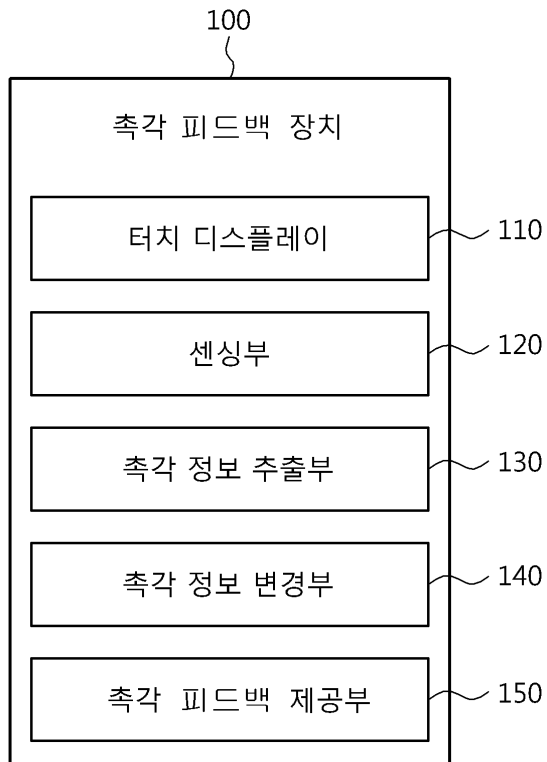 100
촉각 피드백 장치
터치 디스플레이
110
센싱부
120
촉각 정보 추출부
130
촉각 정보 변경부
140
촉각 피드백 제공부
150